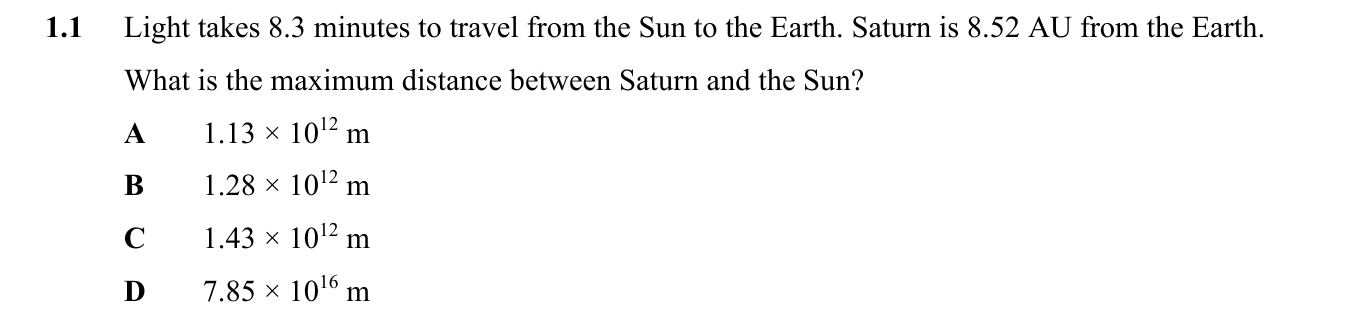 1.1 Light takes 8.3 minutes to travel from the Sun to the Earth. Saturn is 8.52 AU from the Earth.
What is the maximum distance between Saturn and the Sun?
A 1.13 × 10¹² m
B 1.28 × 10¹² m
C 1.43 × 10¹² m
D 7.85 × 10¹⁶ m